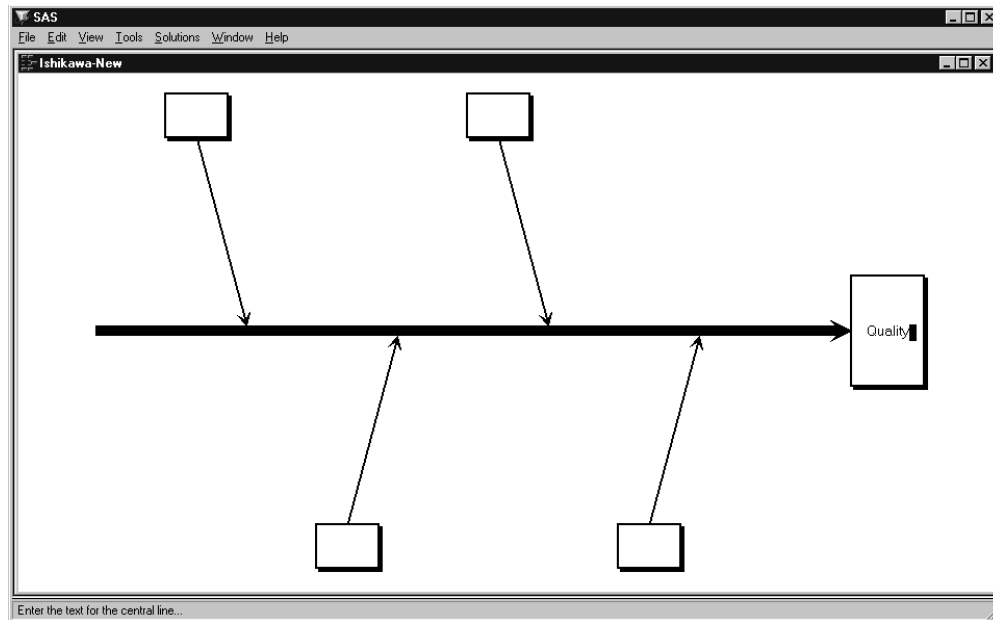 SAS
File Edit View Tools Solutions Window Help
Ishikawa-New
Quality
Enter the text for the central line...